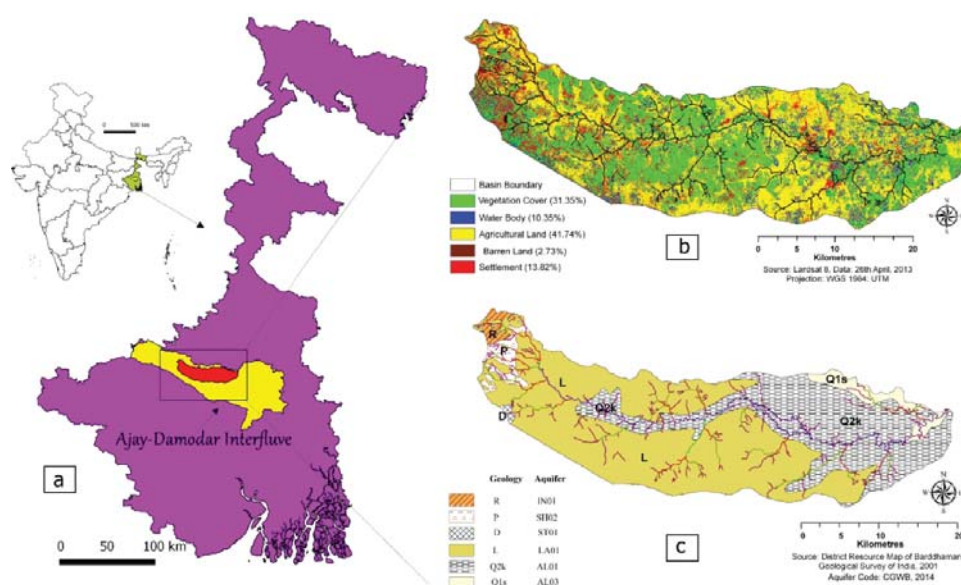 0 500 km
Ajay-Damodar Interfluve
a
0 50 100 km
Basin Boundary
Vegetation Cover (31.35%)
Water Body (10.35%)
Agricultural Land (41.74%)
Barren Land (2.73%)
Settlement (13.82%)
b
N
W E
S
0 5 10 20
Kilometres
Source: Landsat 8, Data: 26th April, 2013
Projection: WGS 1984: UTM
R
P
L
D
Q2k
L
Q1s
Q2k
Geology Aquifer
R IN01
P SH02
D ST01
L LA01
Q2k AL01
Q1s AL03
c
N
W E
S
0 5 10 20
Kilometres
Source: District Resource Map of Barddhaman
Geological Survey of India, 2001
Aquifer Code: CGWB, 2014